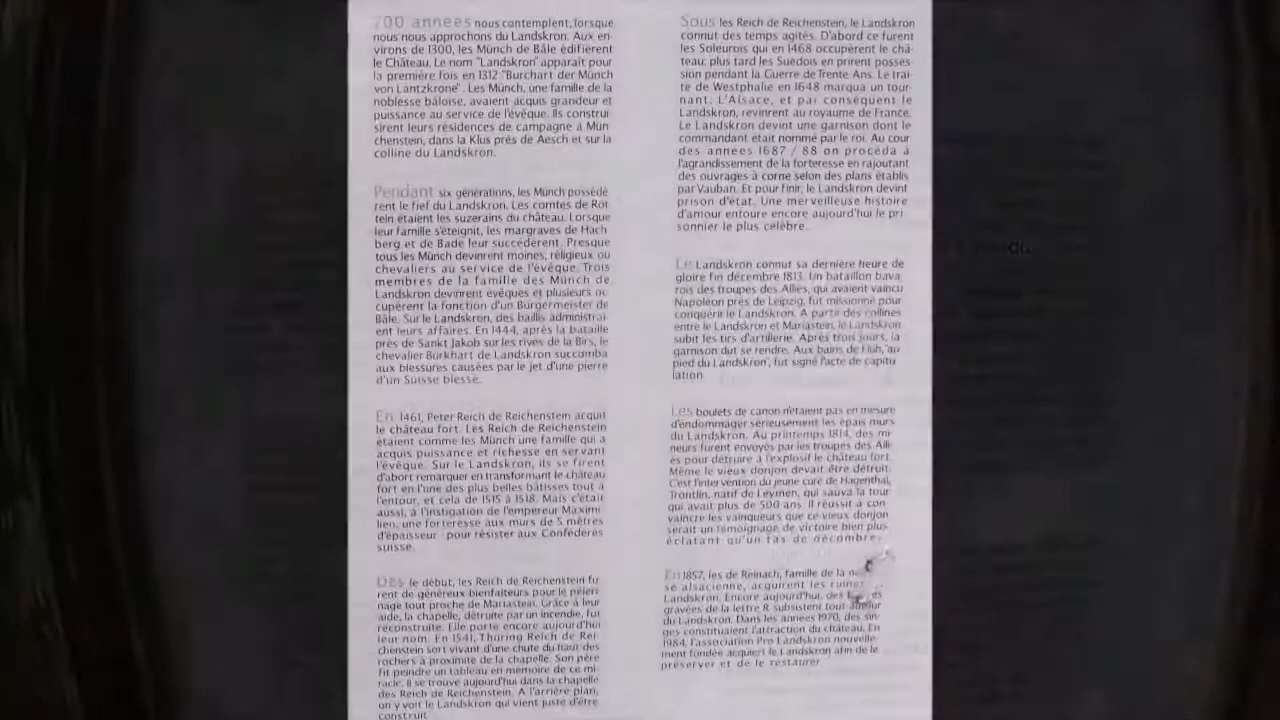 700 années nous contemplent, lorsque
nous nous approchons du Landskron. Aux en-
virons de 1300, les Münch de Bâle édifièrent
le Château. Le nom "Landskron" apparait pour
la première fois en 1312 "Burchart der Münch
von Lantzkrone". Les Münch, une famille de la
noblesse bâloise, avaient acquis grandeur et
puissance au service de l'évêque. Ils construi-
sirent leurs résidences de campagne à Mün-
chenstein, dans la Klus près de Aesch et sur la
colline du Landskron.
Pendant six générations, les Münch possédè-
rent le fief du Landskron. Les comtes de Röt-
teln étaient les suzerains du château. Lorsque
leur famille s'éteignit, les margraves de Hach-
berg et de Bade leur succédèrent. Presque
tous les Münch devinrent moines, réligieux ou
chevaliers au service de l'évêque. Trois
membres de la famille des Münch de
Landskron devinrent evéques et plusieurs oc-
cupèrent la fonction d'un Bürgermeister de
Bâle. Sur le Landskron, des baillis administrai-
ent leurs affaires. En 1444, après la bataille
près de Sankt Jakob sur les rives de la Birs, le
chevalier Burkhart de Landskron succomba
aux blessures causées par le jet d'une pierre
d'un Suisse blessé.
En 1461, Peter Reich de Reichenstein acquit
le château fort. Les Reich de Reichenstein
étaient comme les Münch une famille qui a
acquis puissance et richesse en servant
l'évêque. Sur le Landskron, ils se firent
d'abort remarquer en transformant le château
fort en l'une des plus belles bâtisses tout à
l'entour, et cela de 1515 à 1518. Mais c'était
aussi, à l'instigation de l'empereur Maximi-
lien, une forteresse aux murs de 5 mètres
d'épaisseur - pour résister aux Confédérés
suisse.
Dès le début, les Reich de Reichenstein fu-
rent de généreux bienfaiteurs pour le pèleri-
nage tout proche de Mariastein. Grâce à leur
aide, la chapelle, détruite par un incendie, fut
reconstruite. Elle porte encore aujourd'hui
leur nom. En 1541, Thüring Reich de Rei-
chenstein sort vivant d'une chute du haut des
rochers à proximité de la chapelle. Son père
fit peindre un tableau en mémoire de ce mi-
racle. Il se trouve aujourd'hui dans la chapelle
des Reich de Reichenstein. A l'arrière plan,
on y voit le Landskron qui vient juste d'être
construit.
Sous les Reich de Reichenstein, le Landskron
connut des temps agités. D'abord ce furent
les Soleurois qui en 1468 occupèrent le châ-
teau; plus tard les Suedois en prirent posses-
sion pendant la Guerre de Trente Ans. Le trai-
té de Westphalie en 1648 marqua un tour-
nant. L'Alsace, et par conséquent le
Landskron, revinrent au royaume de France.
Le Landskron devint une garnison dont le
commandant était nommé par le roi. Au cour
des années 1687 / 88 on procéda à
l'agrandissement de la forteresse en rajoutant
des ouvrages à corne selon des plans établis
par Vauban. Et pour finir, le Landskron devint
prison d'état. Une merveilleuse histoire
d'amour entoure encore aujourd'hui le pri-
sonnier le plus célèbre.
Le Landskron connut sa dernière heure de
gloire fin décembre 1813. Un bataillon bava-
rois des troupes des Alliés, qui avaient vaincu
Napoléon près de Leipzig, fut missionné pour
conquérir le Landskron. A partir des collines
entre le Landskron et Mariastein, le Landskron
subit les tirs d'artillerie. Après trois jours, la
garnison dut se rendre. Aux bains de Flüh, "au
pied du Landskron", fut signé l'acte de capitu-
lation.
Les boulets de canon n'étaient pas en mesure
d'endommager sérieusement les épais murs
du Landskron. Au printemps 1814, des mi-
neurs furent envoyés par les troupes des Alli-
és pour détruire à l'explosif le château fort.
Même le vieux donjon devait être détruit.
C'est l'intervention du jeune curé de Hagenthal,
Tröntlin, natif de Leymen, qui sauva la tour
qui avait plus de 500 ans. Il réussit à con-
vaincre les vainqueurs que ce vieux donjon
serait un témoignage de victoire bien plus
éclatant qu'un tas de décombre.
En 1857, les de Reinach, famille de la
se alsacienne, acquirent les ruines
Landskron. Encore aujourd'hui, des
gravées de la lettre R subsistent tout autour
du Landskron. Dans les années 1970, des sin-
ges constituaient l'attraction du château. En
1984, l'association Pro Landskron nouvelle-
ment fondée acquiert le Landskron afin de le
préserver et de le restaurer.